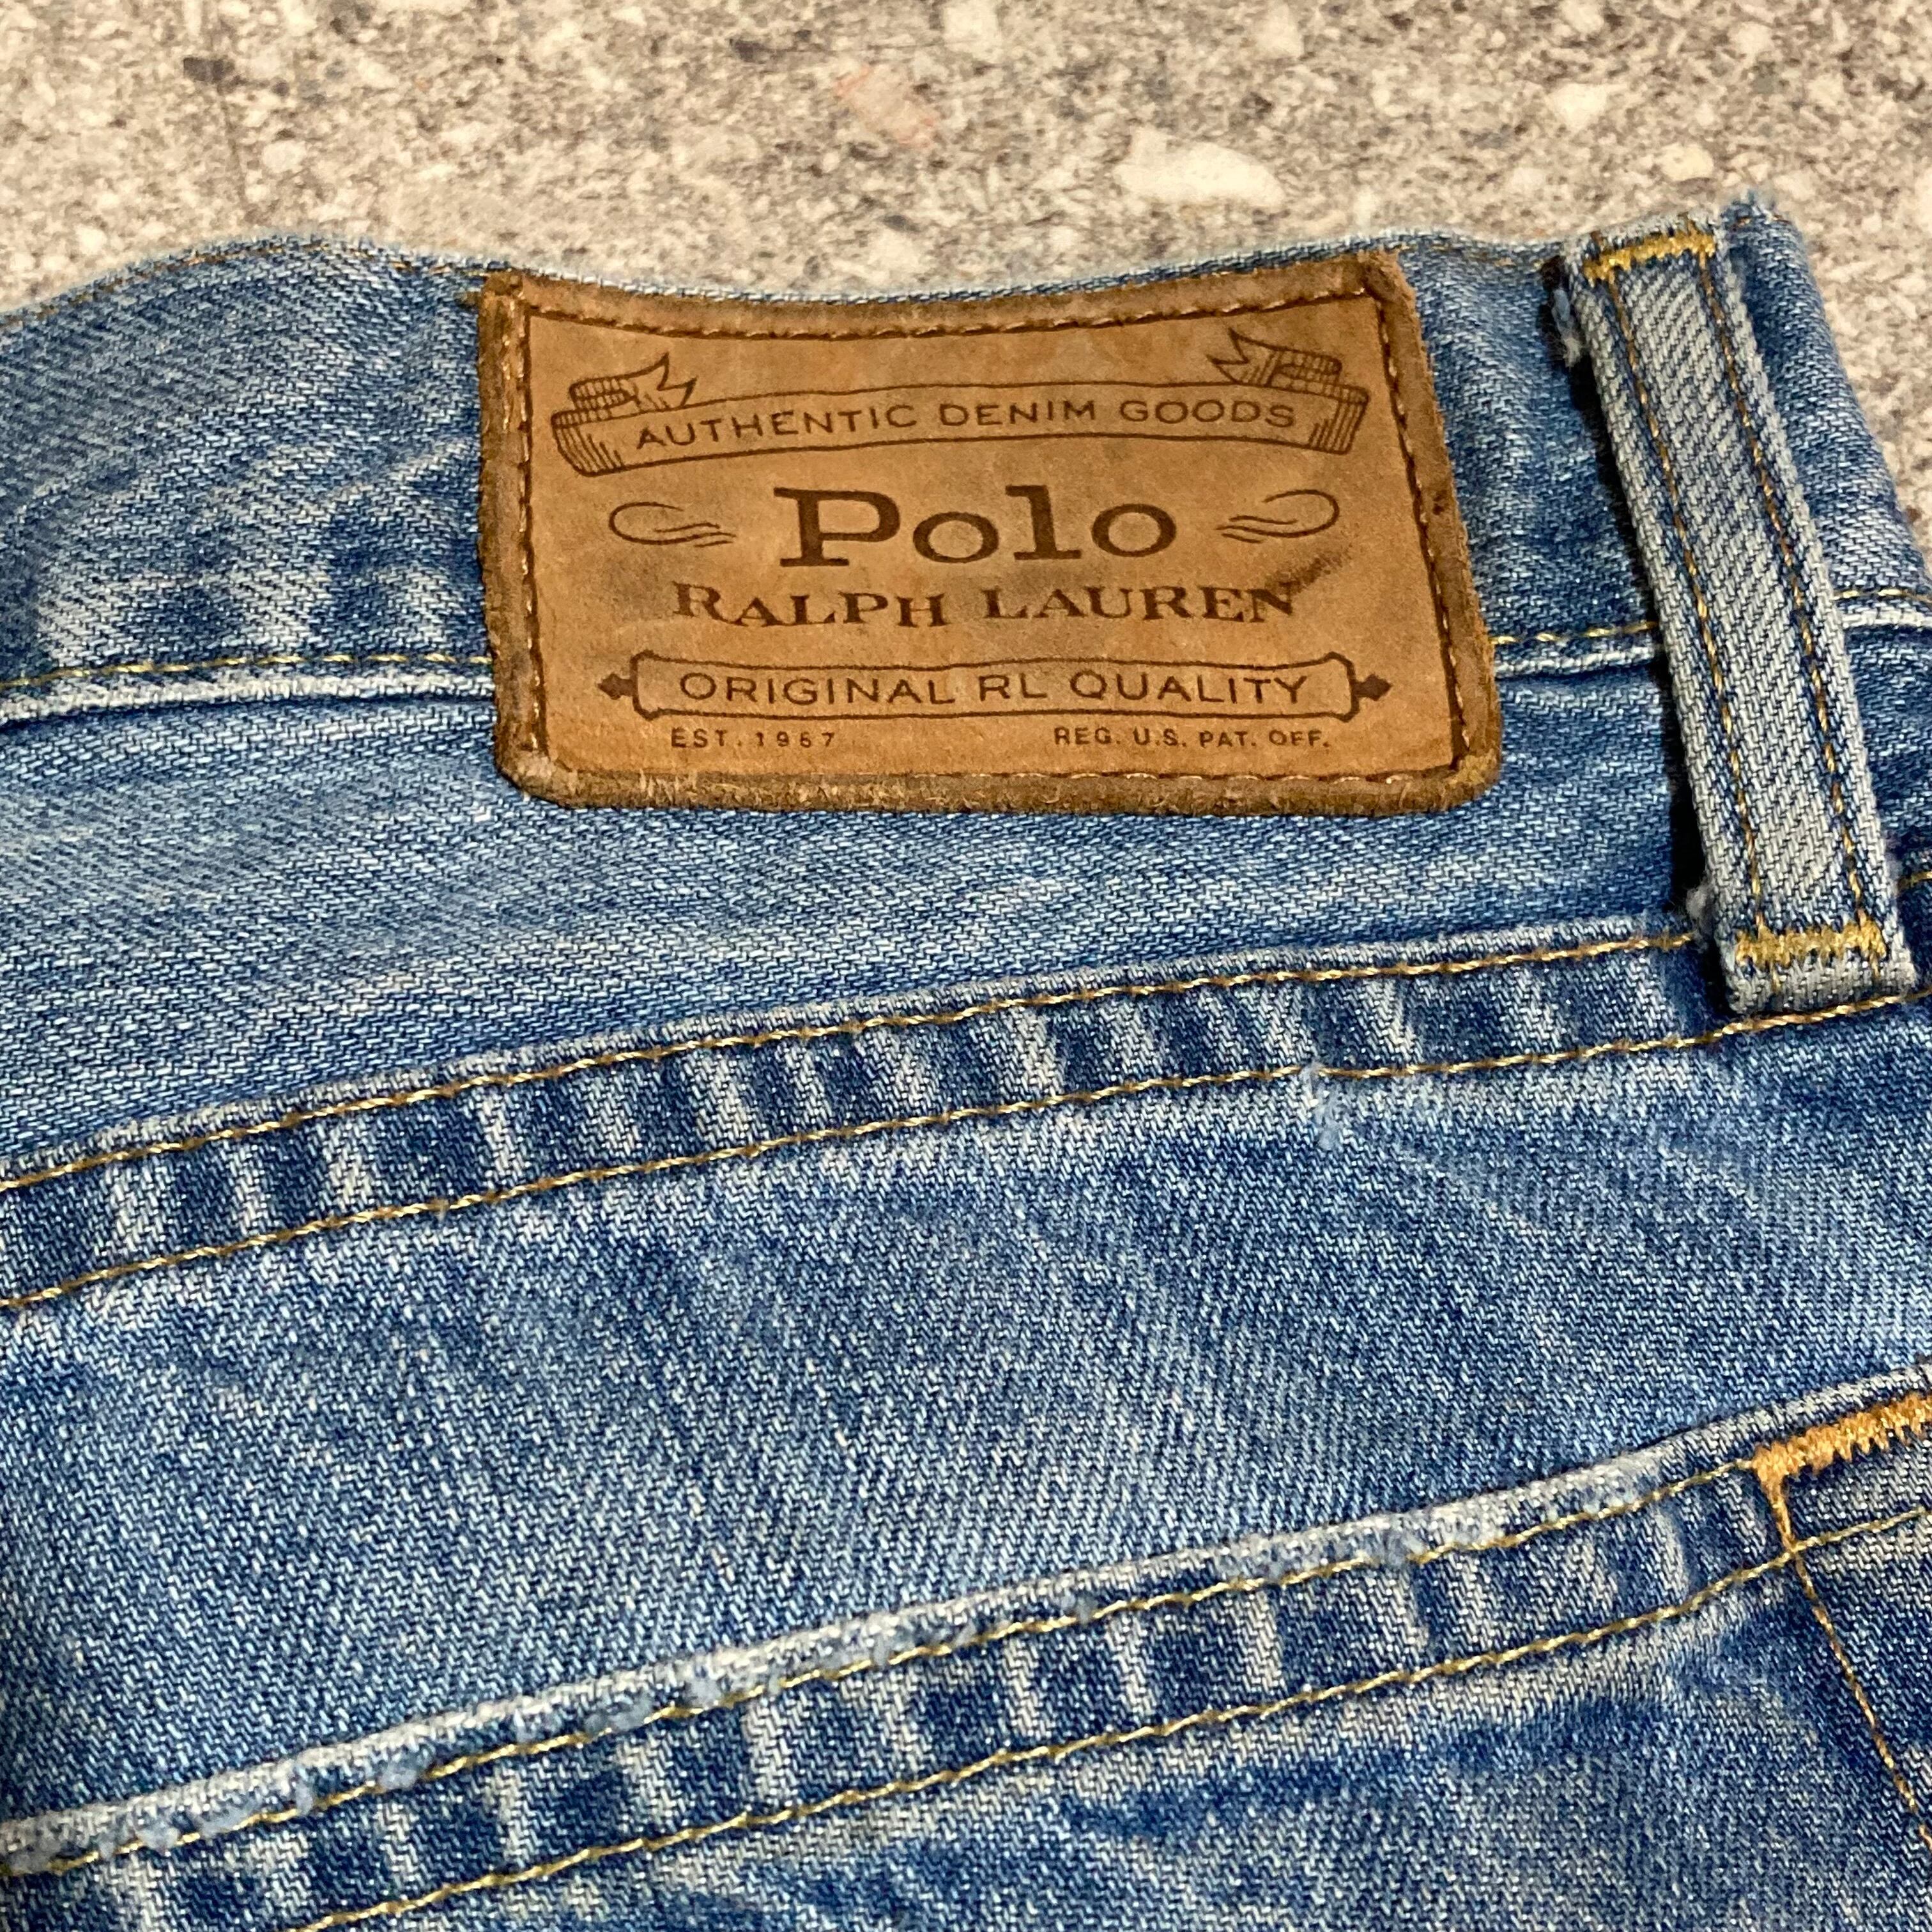 AUTHENTIC DENIM GOODS
Polo
RALPH LAUREN
ORIGINAL RL QUALITY
EST. 1967 REG. U.S. PAT. OFF.